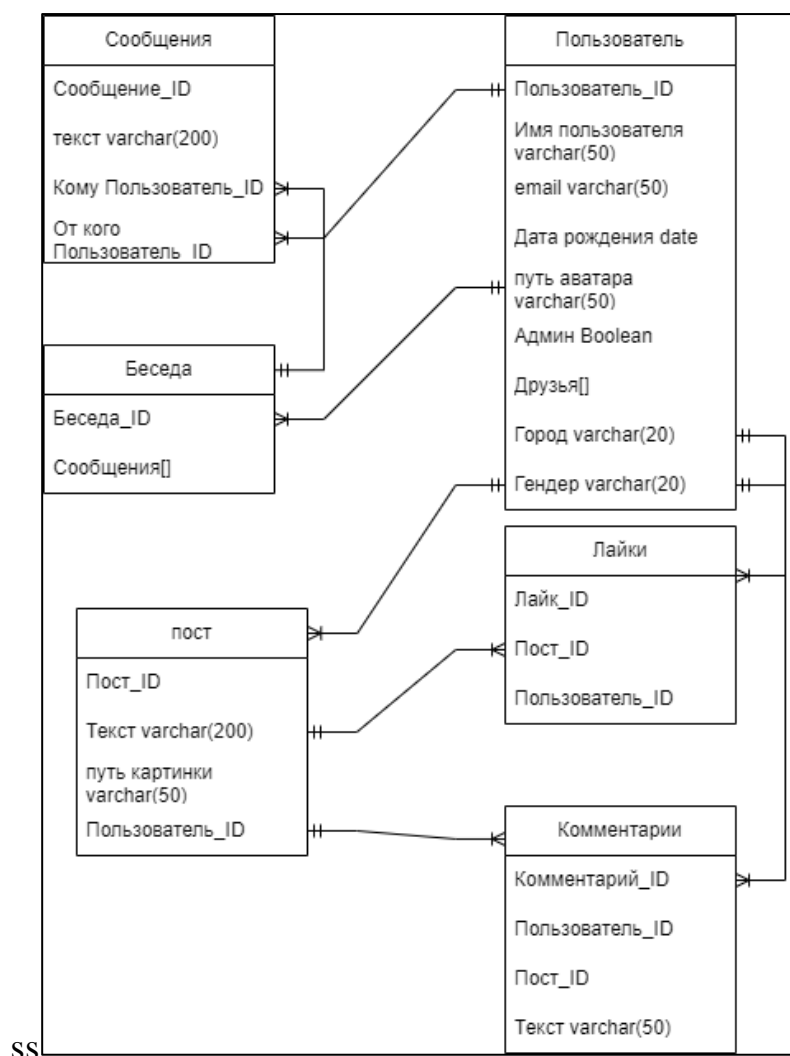 Сообщения
Сообщение_ID
текст varchar(200)
Кому Пользователь_ID
От кого
Пользователь_ID
Беседа
Беседа_ID
Сообщения[]
Пользователь
Пользователь_ID
Имя пользователя
varchar(50)
email varchar(50)
Дата рождения date
путь аватара
varchar(50)
Админ Boolean
Друзья[]
Город varchar(20)
Гендер varchar(20)
Лайки
Лайк_ID
Пост_ID
Пользователь_ID
пост
Пост_ID
Текст varchar(200)
путь картинки
varchar(50)
Пользователь_ID
Комментарии
Комментарий_ID
Пользователь_ID
Пост_ID
Текст varchar(50)
ss